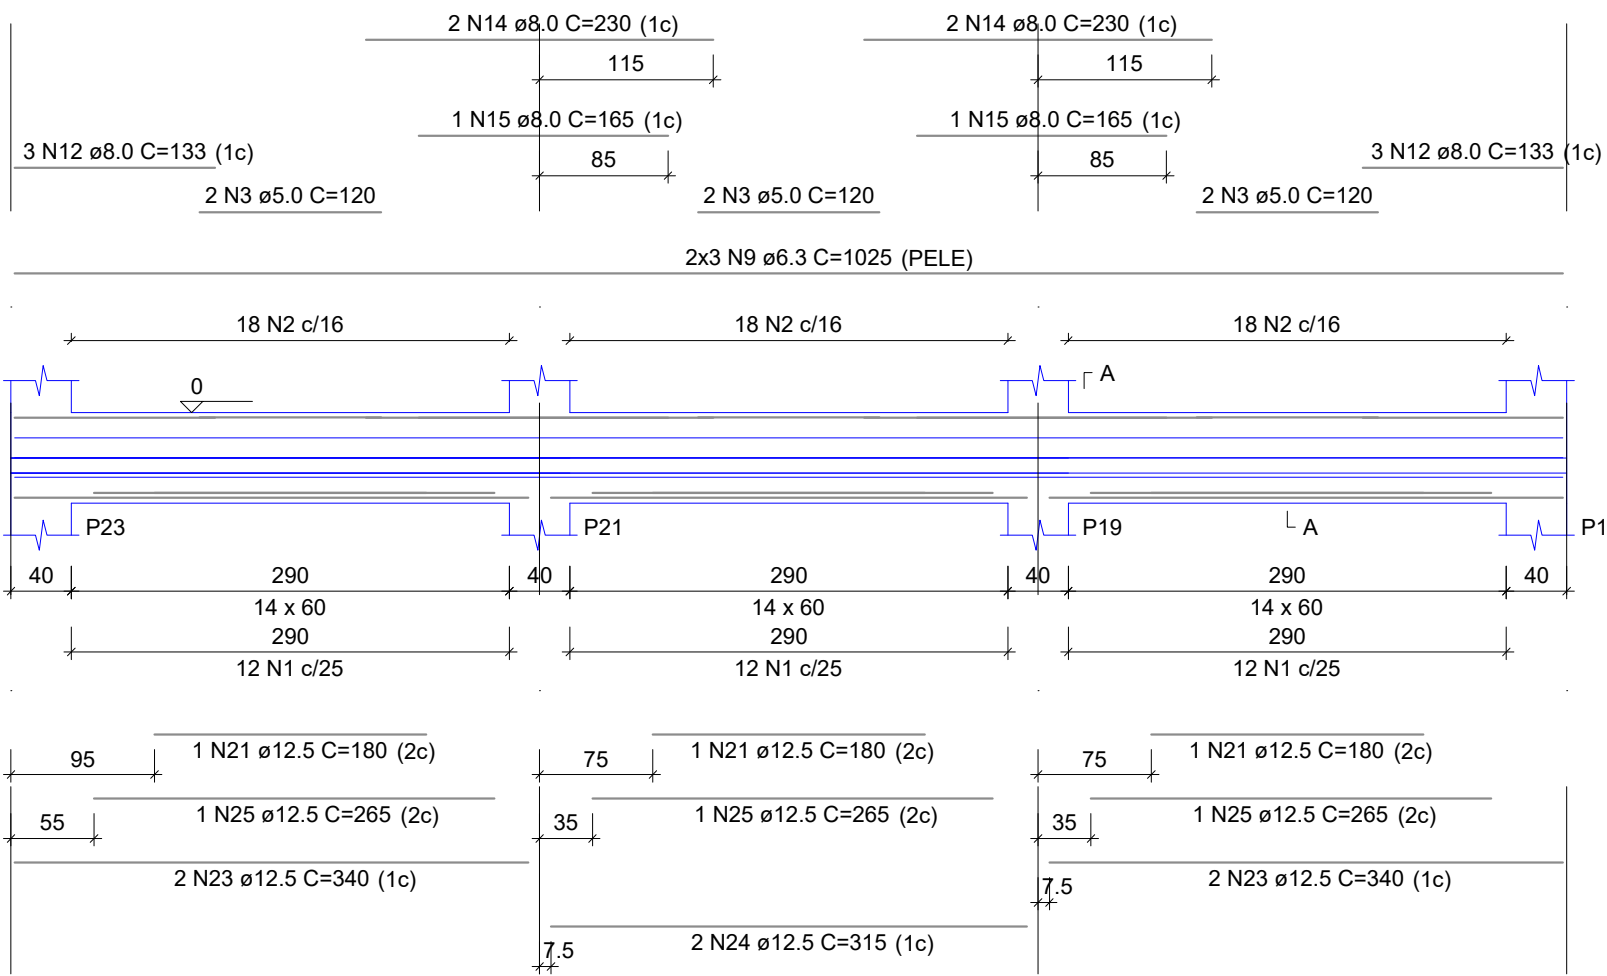 2 N14 ø8.0 C=230 (1c)
2 N14 ø8.0 C=230 (1c)
115
115
1 N15 ø8.0 C=165 (1c)
1 N15 ø8.0 C=165 (1c)
3 N12 ø8.0 C=133 (1c)
85
85
3 N12 ø8.0 C=133 (1c)
2 N3 ø5.0 C=120
2 N3 ø5.0 C=120
2 N3 ø5.0 C=120
2x3 N9 ø6.3 C=1025 (PELE)
18 N2 c/16
18 N2 c/16
18 N2 c/16
A
0
P23
P21
P19
A
P1
40
290
40
290
40
290
40
14 x 60
14 x 60
14 x 60
290
290
290
12 N1 c/25
12 N1 c/25
12 N1 c/25
95
1 N21 ø12.5 C=180 (2c)
75
1 N21 ø12.5 C=180 (2c)
75
1 N21 ø12.5 C=180 (2c)
55
1 N25 ø12.5 C=265 (2c)
35
1 N25 ø12.5 C=265 (2c)
35
1 N25 ø12.5 C=265 (2c)
2 N23 ø12.5 C=340 (1c)
7.5
2 N23 ø12.5 C=340 (1c)
7.5
2 N24 ø12.5 C=315 (1c)